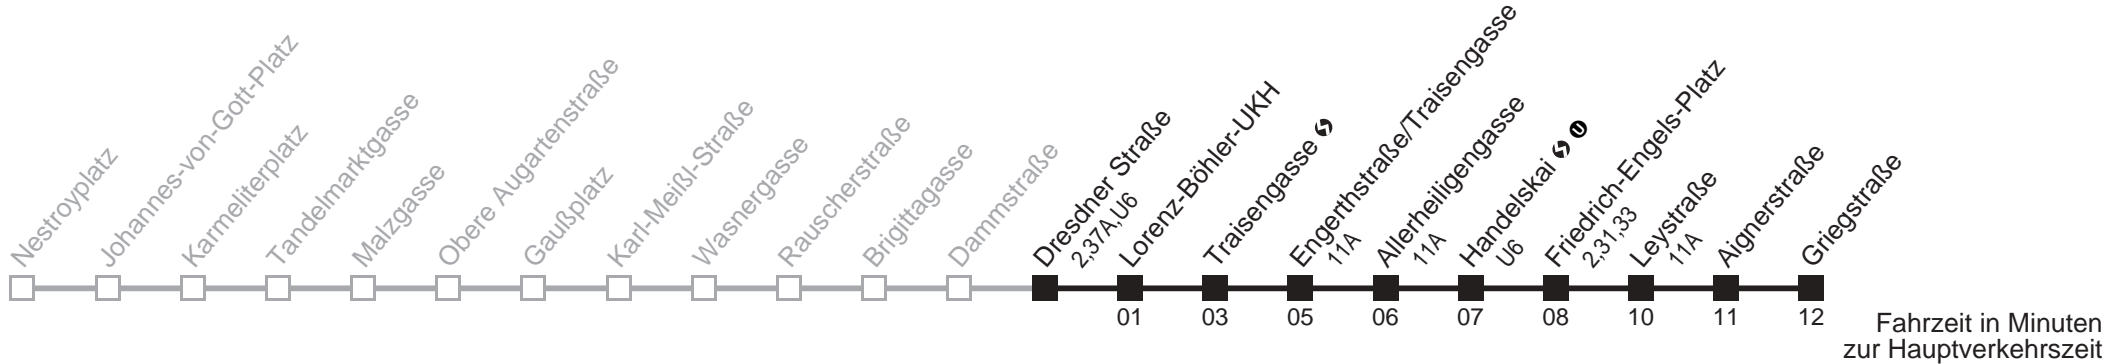 Nestroyplatz
Johannes-von-Gott-Platz
Karmeliterplatz
Tandelmarktgasse
Malzgasse
Obere Augartenstraße
Gaußplatz
Karl-Meißl-Straße
Wasnergasse
Rauscherstraße
Brigittagasse
Dammstraße
Dresdner Straße
2,37A,U6
Lorenz-Böhler-UKH
Traisengasse S
Engerthstraße/Traisengasse
11A
Allerheiligengasse
11A
Handelskai S U
U6
Friedrich-Engels-Platz
2,31,33
Leystraße
11A
Aignerstraße
Griegstraße
01 03 05 06 07 08 10 11 12
Fahrzeit in Minuten
zur Hauptverkehrszeit